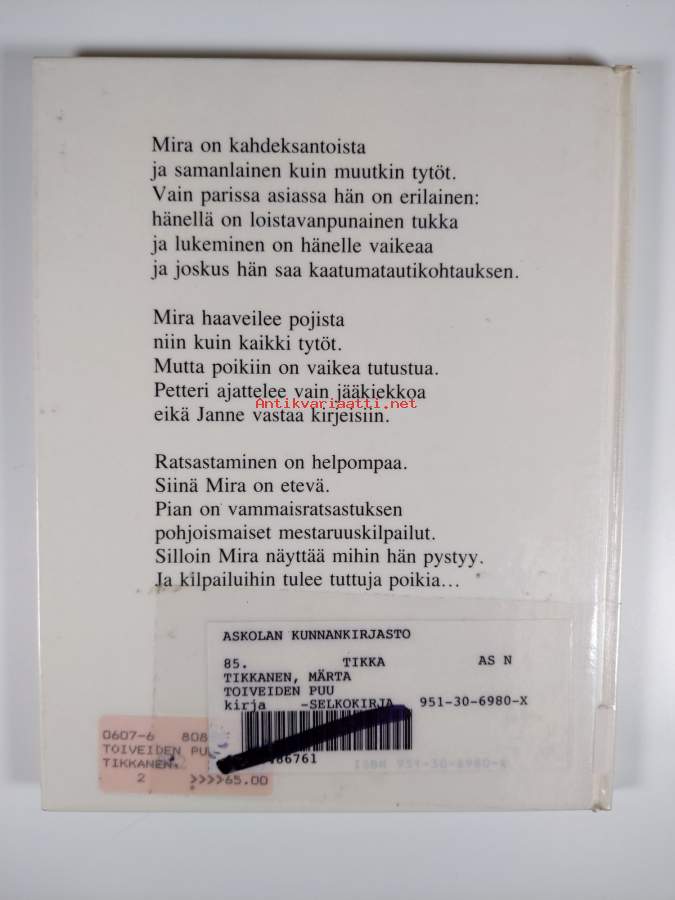 Mira on kahdeksantoista
ja samanlainen kuin muutkin tytöt.
Vain parissa asiassa hän on erilainen:
hänellä on loistavanpunainen tukka
ja lukeminen on hänelle vaikeaa
ja joskus hän saa kaatumatautikohtauksen.
Mira haaveilee pojista
niin kuin kaikki tytöt.
Mutta poikiin on vaikea tutustua.
Petteri ajattelee vain jääkiekkoa
Antikvariaatti.net
eikä Janne vastaa kirjeisiin.
Ratsastaminen on helpompaa.
Siinä Mira on etevä.
Pian on vammaisratsastuksen
pohjoismaiset mestaruuskilpailut.
Silloin Mira näyttää mihin hän pystyy.
Ja kilpailuihin tulee tuttuja poikia...
ASKOLAN KUNNANKIRJASTO
85. TIKKA AS N
TIKKANEN, MÄRTA
TOIVEIDEN PUU
kirja -SELKOKIRJA 951-30-6980-X
86761
ISBN 951-30-6980-X
0607-6 808
TOIVEIDEN PU
TIKKANEN
2 >>>>65.00